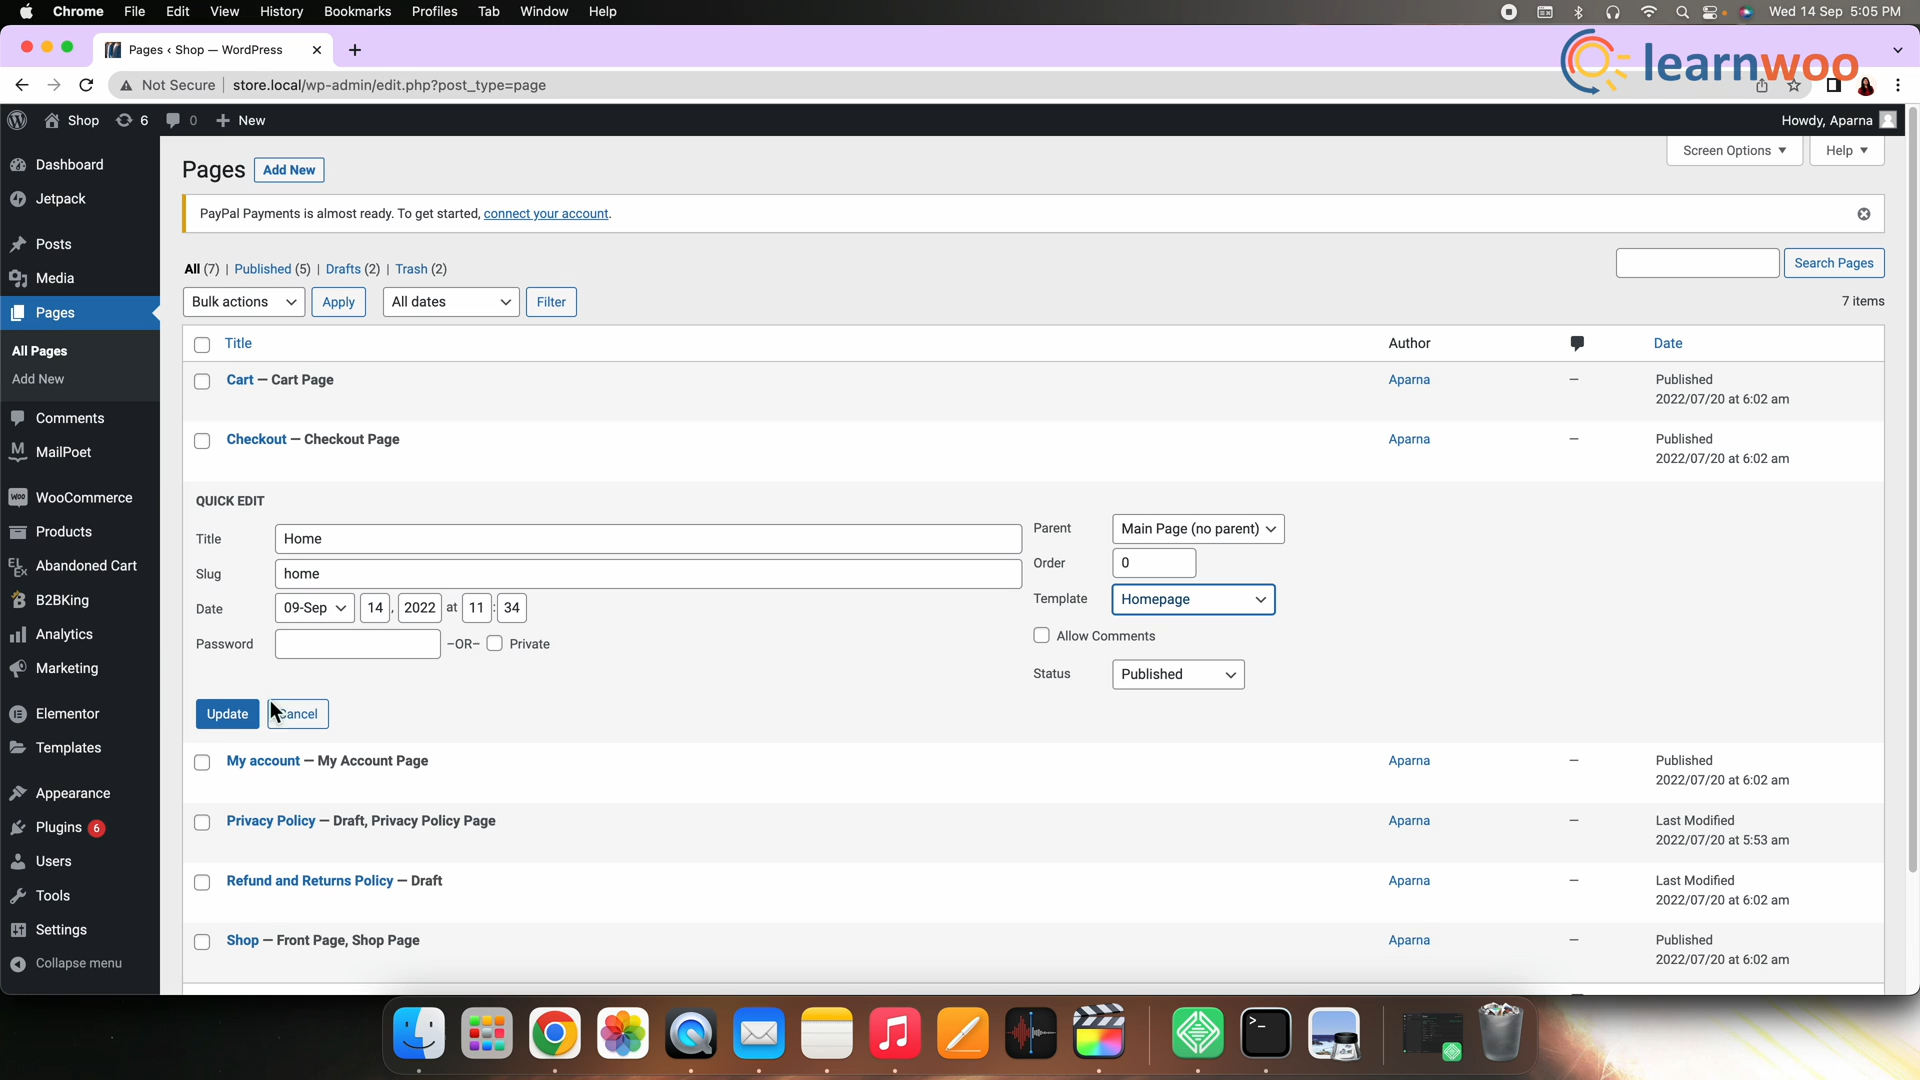 Chrome File Edit View History Bookmarks Profiles Tab Window Help Wed 14 Sep 5:05 PM
Pages ‹ Shop — WordPress
learnwoo
Not Secure store.local/wp-admin/edit.php?post_type=page
Shop 6 0 + New Howdy, Aparna
Dashboard
Jetpack
Posts
Media
Pages
All Pages
Add New
Comments
MailPoet
WooCommerce
Products
Abandoned Cart
B2BKing
Analytics
Marketing
Elementor
Templates
Appearance
Plugins 6
Users
Tools
Settings
Collapse menu
Screen Options Help
Pages Add New
PayPal Payments is almost ready. To get started, connect your account.
All (7) | Published (5) | Drafts (2) | Trash (2)
Search Pages
Bulk actions Apply All dates Filter 7 items
Title Author Date
Cart — Cart Page Aparna — Published
2022/07/20 at 6:02 am
Checkout — Checkout Page Aparna — Published
2022/07/20 at 6:02 am
QUICK EDIT
Title Home
Slug home
Date 09-Sep 14, 2022 at 11 : 34
Password –OR– Private
Parent Main Page (no parent)
Order 0
Template Homepage
Allow Comments
Status Published
Update Cancel
My account — My Account Page Aparna — Published
2022/07/20 at 6:02 am
Privacy Policy — Draft, Privacy Policy Page Aparna — Last Modified
2022/07/20 at 5:53 am
Refund and Returns Policy — Draft Aparna — Last Modified
2022/07/20 at 6:02 am
Shop — Front Page, Shop Page Aparna — Published
2022/07/20 at 6:02 am